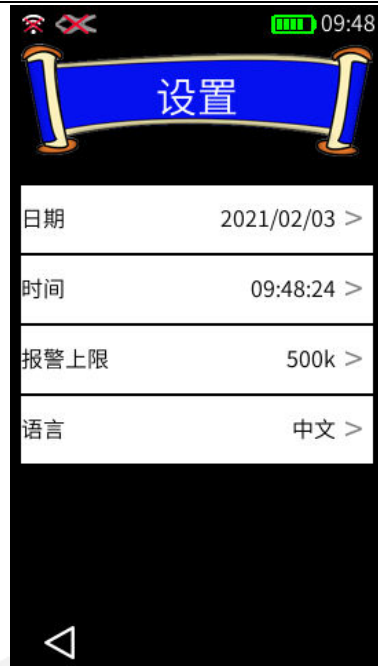 09:48
设置
日期 2021/02/03 >
时间 09:48:24 >
报警上限 500k >
语言 中文 >